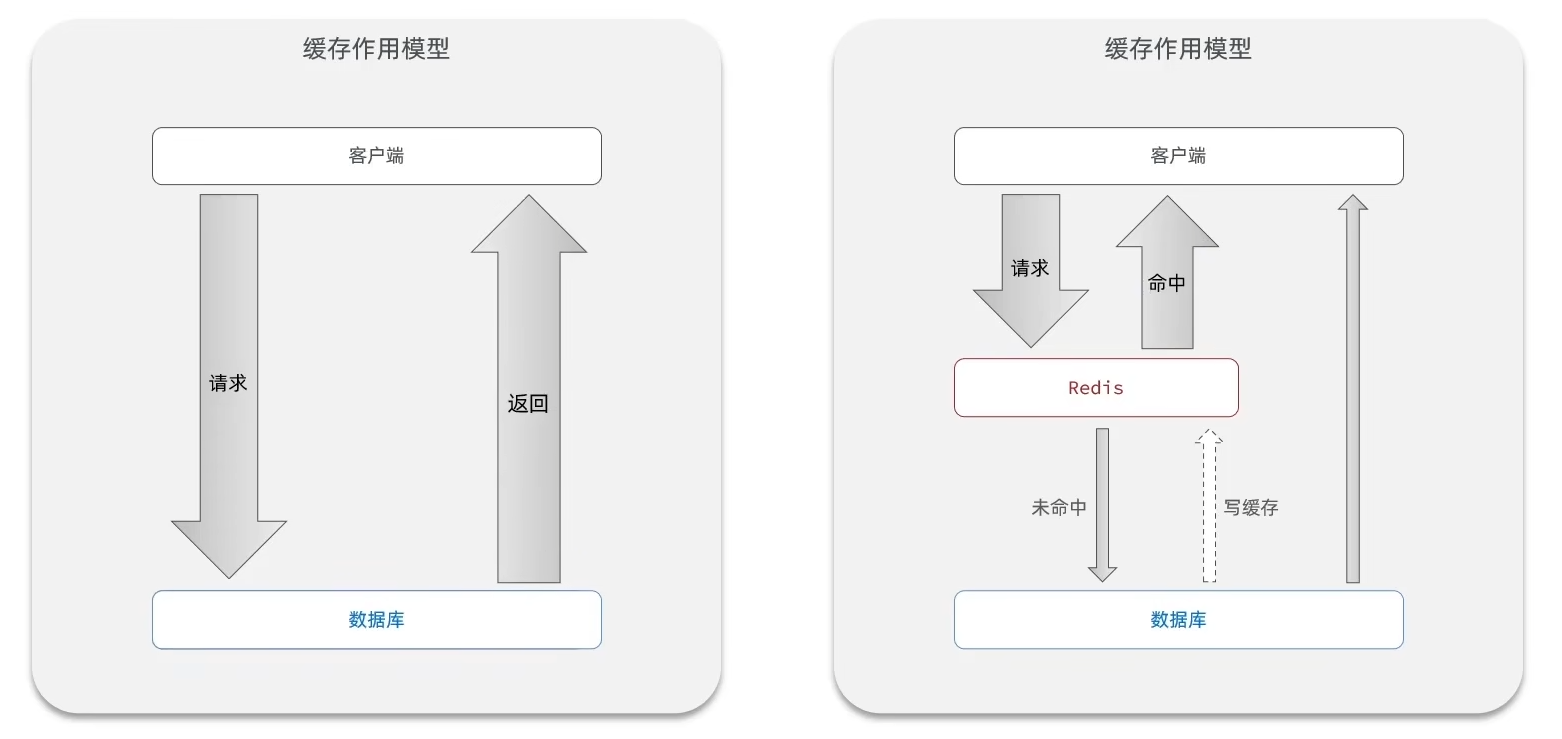 缓存作用模型
客户端
请求
返回
数据库
缓存作用模型
客户端
请求
命中
Redis
未命中
写缓存
数据库